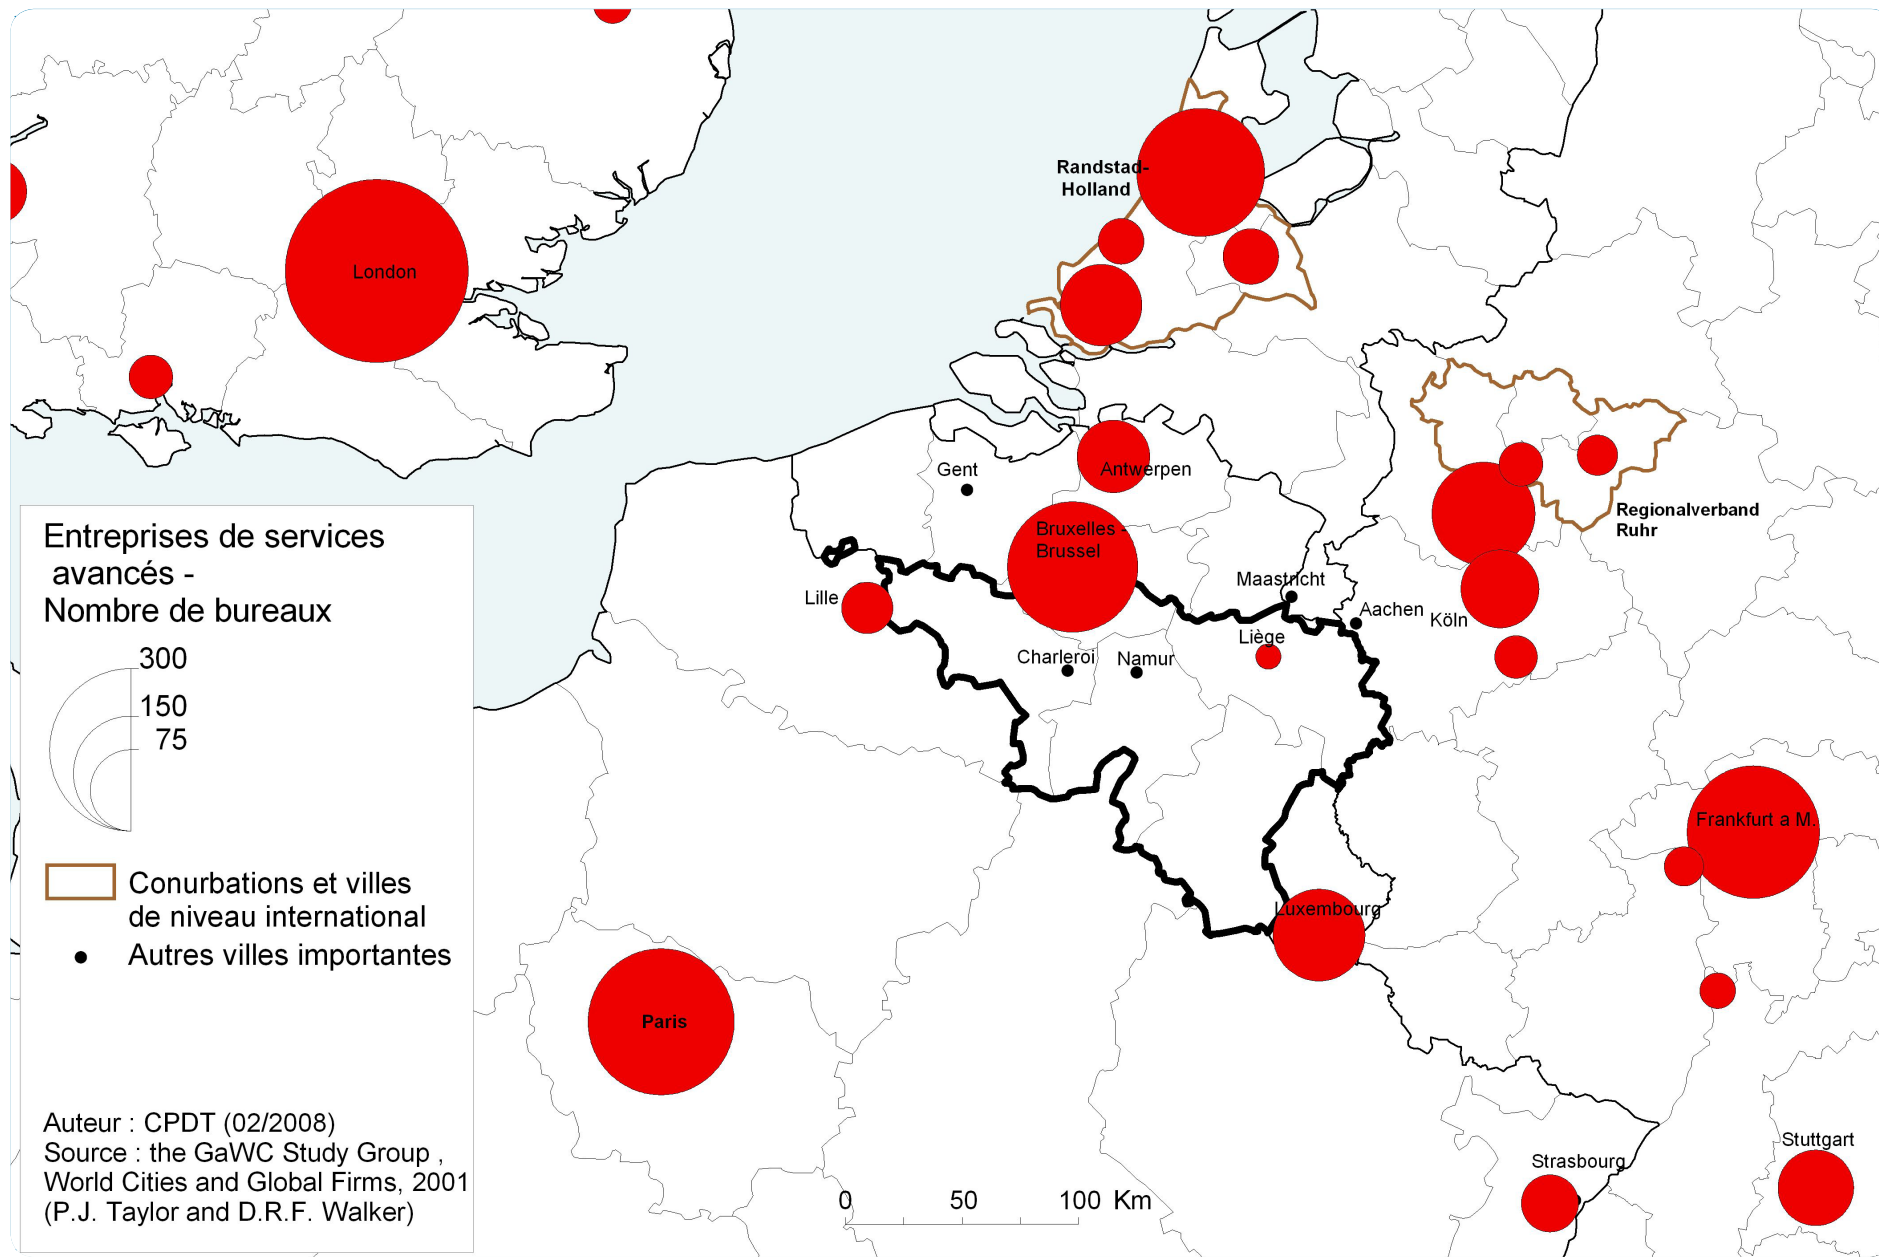 Randstad-
Holland
London
Gent
Antwerpen
Bruxelles -
Brussel
Regionalverband
Ruhr
Maastricht
Aachen
Lille
Köln
Liège
Charleroi
Namur
Frankfurt a M.
Luxembourg
Paris
Stuttgart
Strasbourg
Entreprises de services
avancés -
Nombre de bureaux
300
150
75
Conurbations et villes
de niveau international
Autres villes importantes
Auteur : CPDT (02/2008)
Source : the GaWC Study Group ,
World Cities and Global Firms, 2001
(P.J. Taylor and D.R.F. Walker)
0 50 100 Km